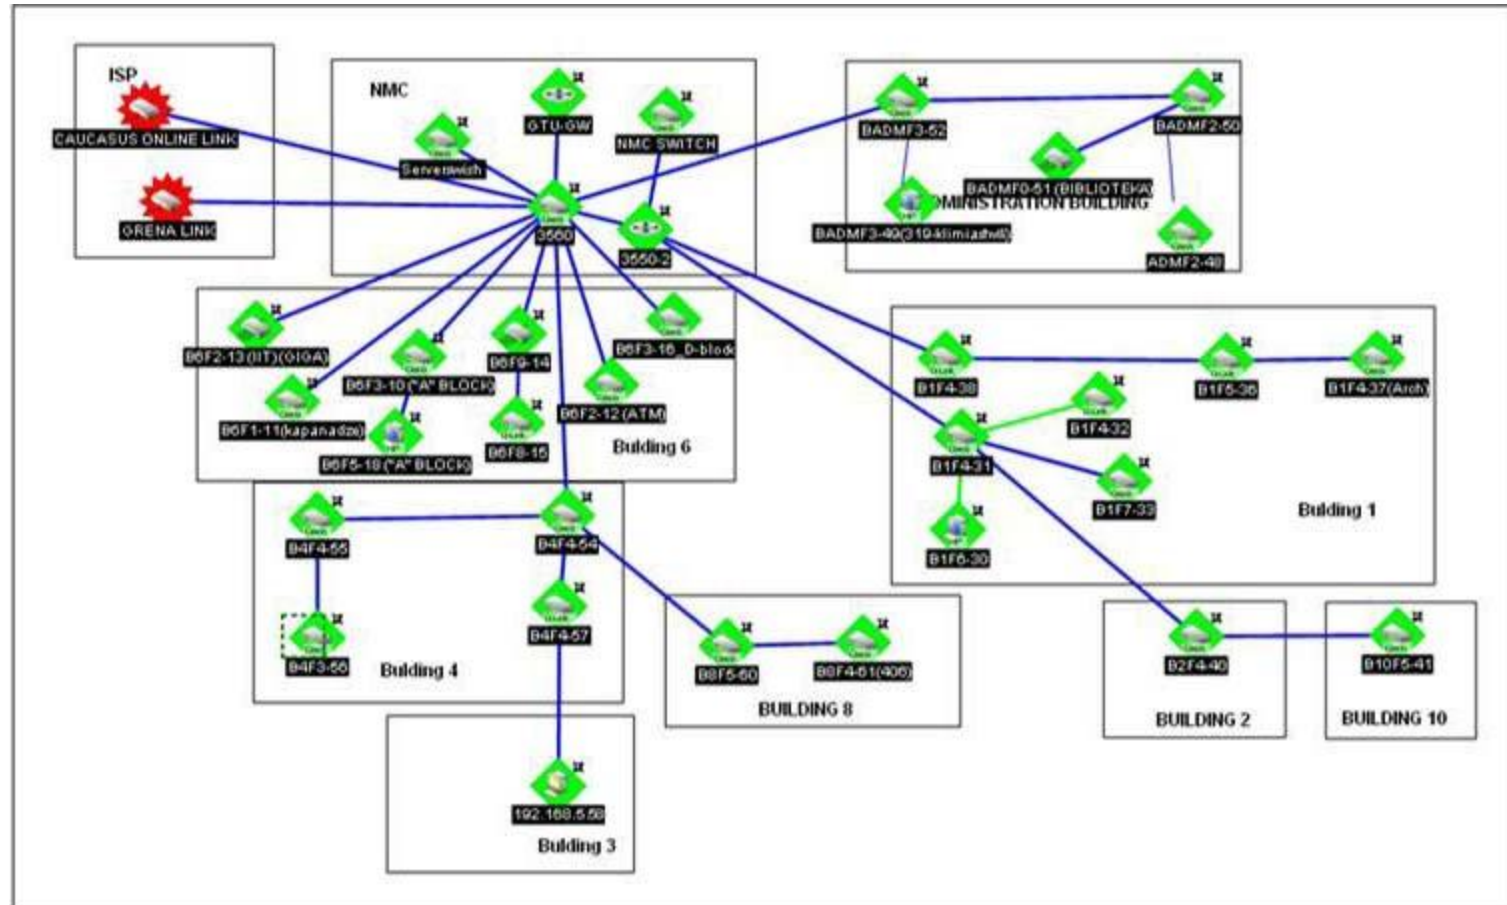 ISP
CAUCASUS ONLINE LINK
GRENA LINK
NMC
GTU-GW
NMC SWITCH
3560
3550-2
BADMF3-52
BADMF2-50
BADMF0-51 (BIBLIOTEKA)
DMINISTRATION BUILDING
ADMF2-48
B6F2-13 (IIT)(GIGA)
B6F3-10 ("A" BLOCK)
B6F9-14
B6F3-16_D-block
B6F1-11(kapanadze)
B6F5-18 ("A" BLOCK)
B6F8-15
B6F2-12 (ATM)
Bulding 6
B1F4-38
B1F5-36
B1F4-37(Arch)
B1F4-32
B1F4-31
B1F7-33
B1F6-30
Bulding 1
B4F4-55
B4F4-54
B4F4-57
B4F3-56
Bulding 4
B8F5-60
B8F4-61(406)
BUILDING 8
B2F4-40
BUILDING 2
B10F5-41
BUILDING 10
192.168.5.58
Bulding 3